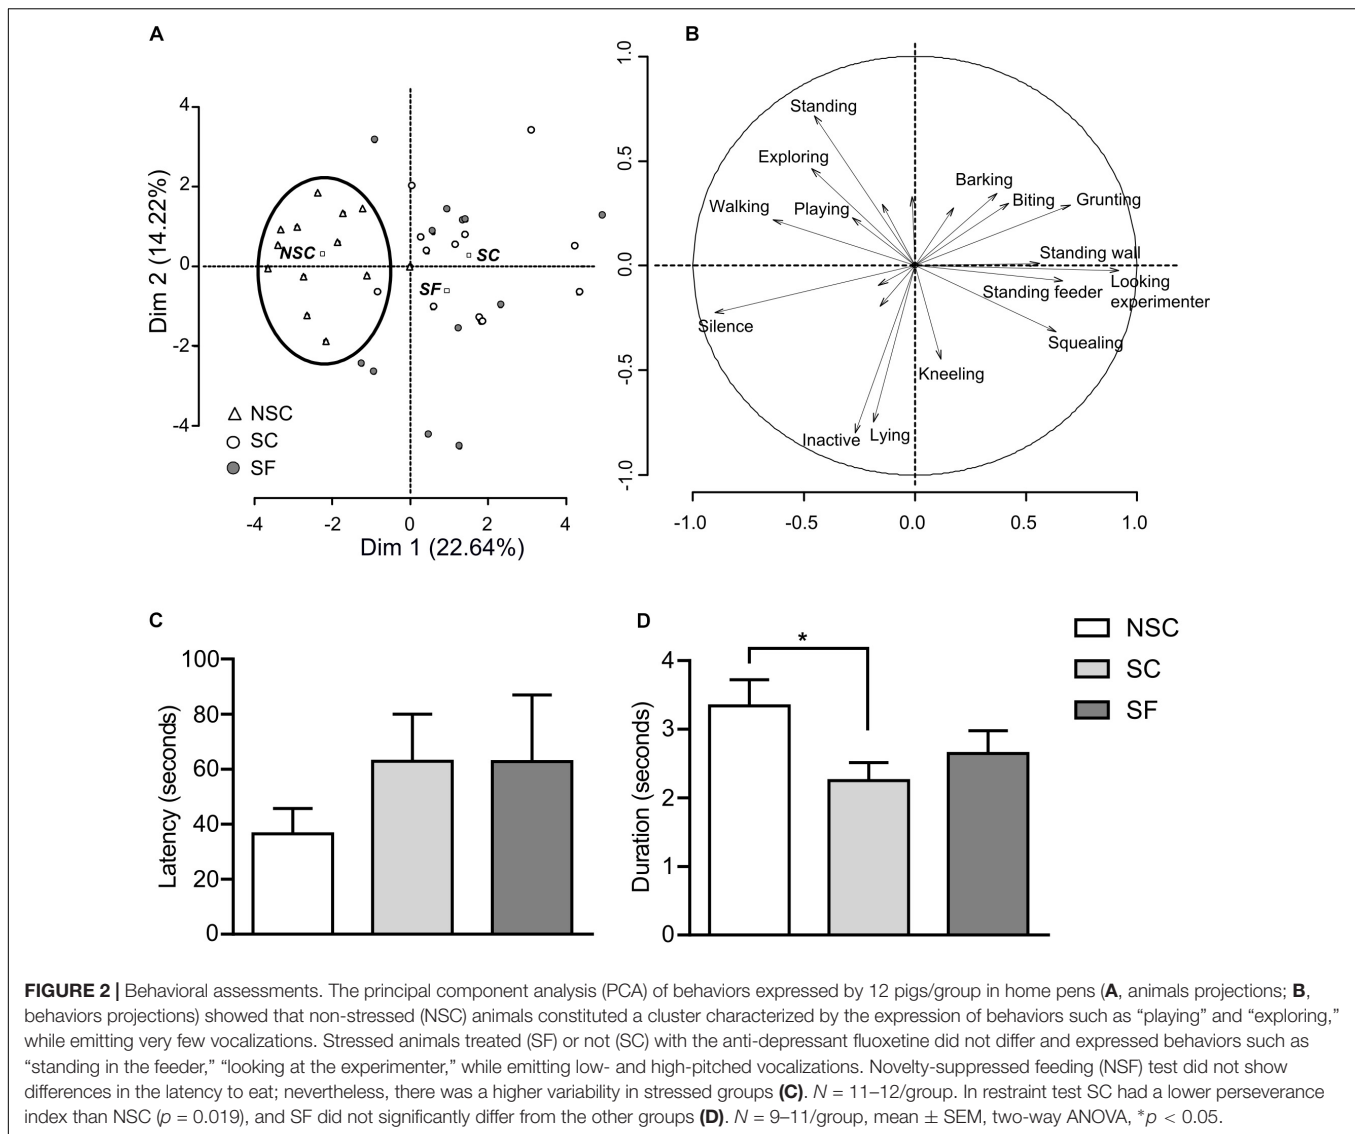 A
B
4
2
0
-2
-4
Dim 2 (14.22%)
NSC
SC
SF
NSC
SC
SF
-4
-2
0
2
4
Dim 1 (22.64%)
1.0
0.5
0.0
-0.5
-1.0
Standing
Exploring
Walking
Playing
Barking
Biting
Grunting
Standing wall
Standing feeder
Looking
experimenter
Silence
Squealing
Kneeling
Inactive
Lying
-1.0
-0.5
0.0
0.5
1.0
C
100
80
60
40
20
0
Latency (seconds)
D
*
4
3
2
1
0
Duration (seconds)
NSC
SC
SF
FIGURE 2 | Behavioral assessments. The principal component analysis (PCA) of behaviors expressed by 12 pigs/group in home pens (A, animals projections; B,
behaviors projections) showed that non-stressed (NSC) animals constituted a cluster characterized by the expression of behaviors such as “playing” and “exploring,”
while emitting very few vocalizations. Stressed animals treated (SF) or not (SC) with the anti-depressant fluoxetine did not differ and expressed behaviors such as
“standing in the feeder,” “looking at the experimenter,” while emitting low- and high-pitched vocalizations. Novelty-suppressed feeding (NSF) test did not show
differences in the latency to eat; nevertheless, there was a higher variability in stressed groups (C). N = 11–12/group. In restraint test SC had a lower perseverance
index than NSC (p = 0.019), and SF did not significantly differ from the other groups (D). N = 9–11/group, mean ± SEM, two-way ANOVA, *p < 0.05.